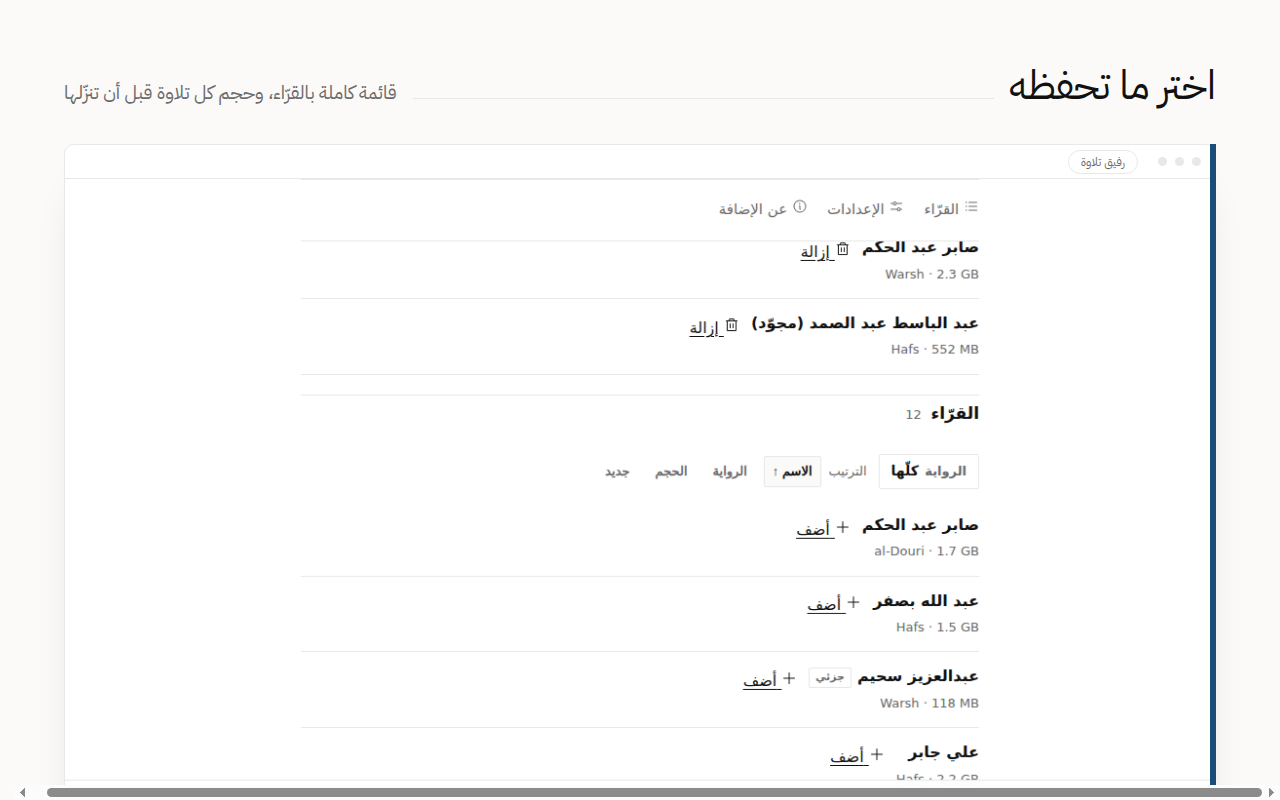 اختر ما تحفظه
قائمة كاملة بالقرّاء، وحجم كل تلاوة قبل أن تنزّلها
رفيق تلاوة
القرّاء الإعدادات عن الإضافة
صابر عبد الحكم إزالة
Warsh · 2.3 GB
عبد الباسط عبد الصمد (مجوّد) إزالة
Hafs · 552 MB
القرّاء 12
الرواية كلّها الترتيب الاسم ↑ الرواية الحجم جديد
صابر عبد الحكم + أضف
al-Douri · 1.7 GB
عبد الله بصفر + أضف
Hafs · 1.5 GB
عبدالعزيز سحيم جزئي + أضف
Warsh · 118 MB
علي جابر + أضف
Hafs · 2.2 GB